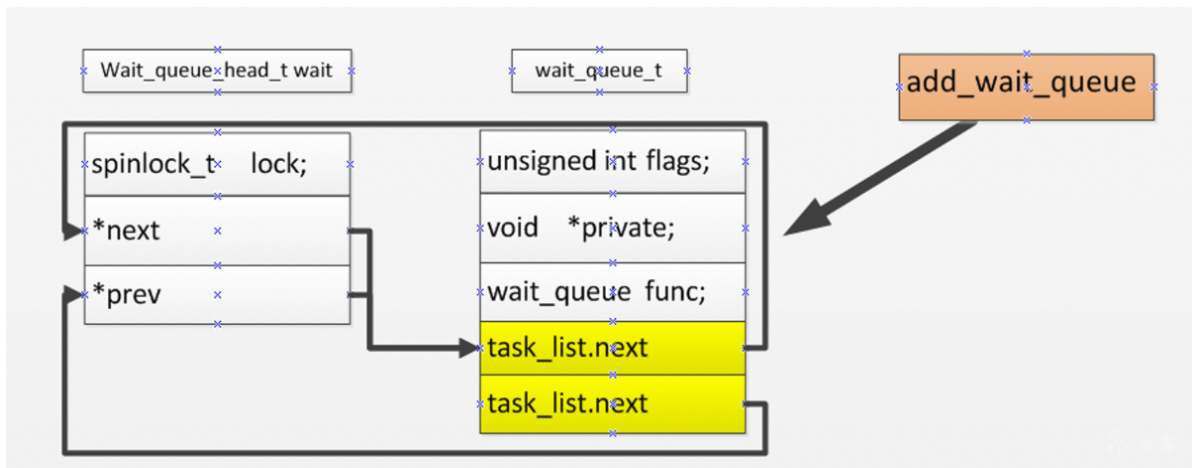 Wait_queue_head_t wait
wait_queue_t
add_wait_queue
spinlock_t lock;
*next
*prev
unsigned int flags;
void *private;
wait_queue func;
task_list.next
task_list.next